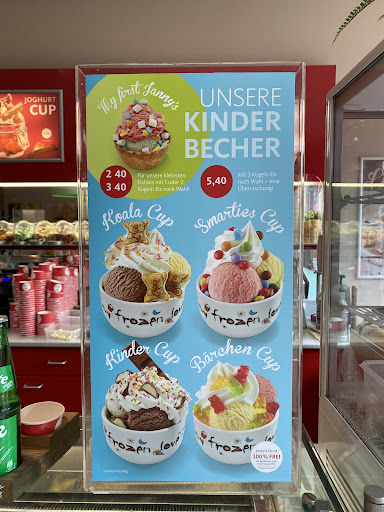 JOGHURT
CUP
My first Janny's
UNSERE
KINDER
BECHER
2 40
3 40
Für unsere kleinsten
Eisfans mit 1 oder 2
Kugeln Eis nach Wahl!
5,40
Mit 3 Kugeln Eis
nach Wahl + eine
Überraschung!
Koala Cup
Smarties Cup
frozen love
frozen love
Kinder Cup
Bärchen Cup
frozen love
frozen love
100 % FREI